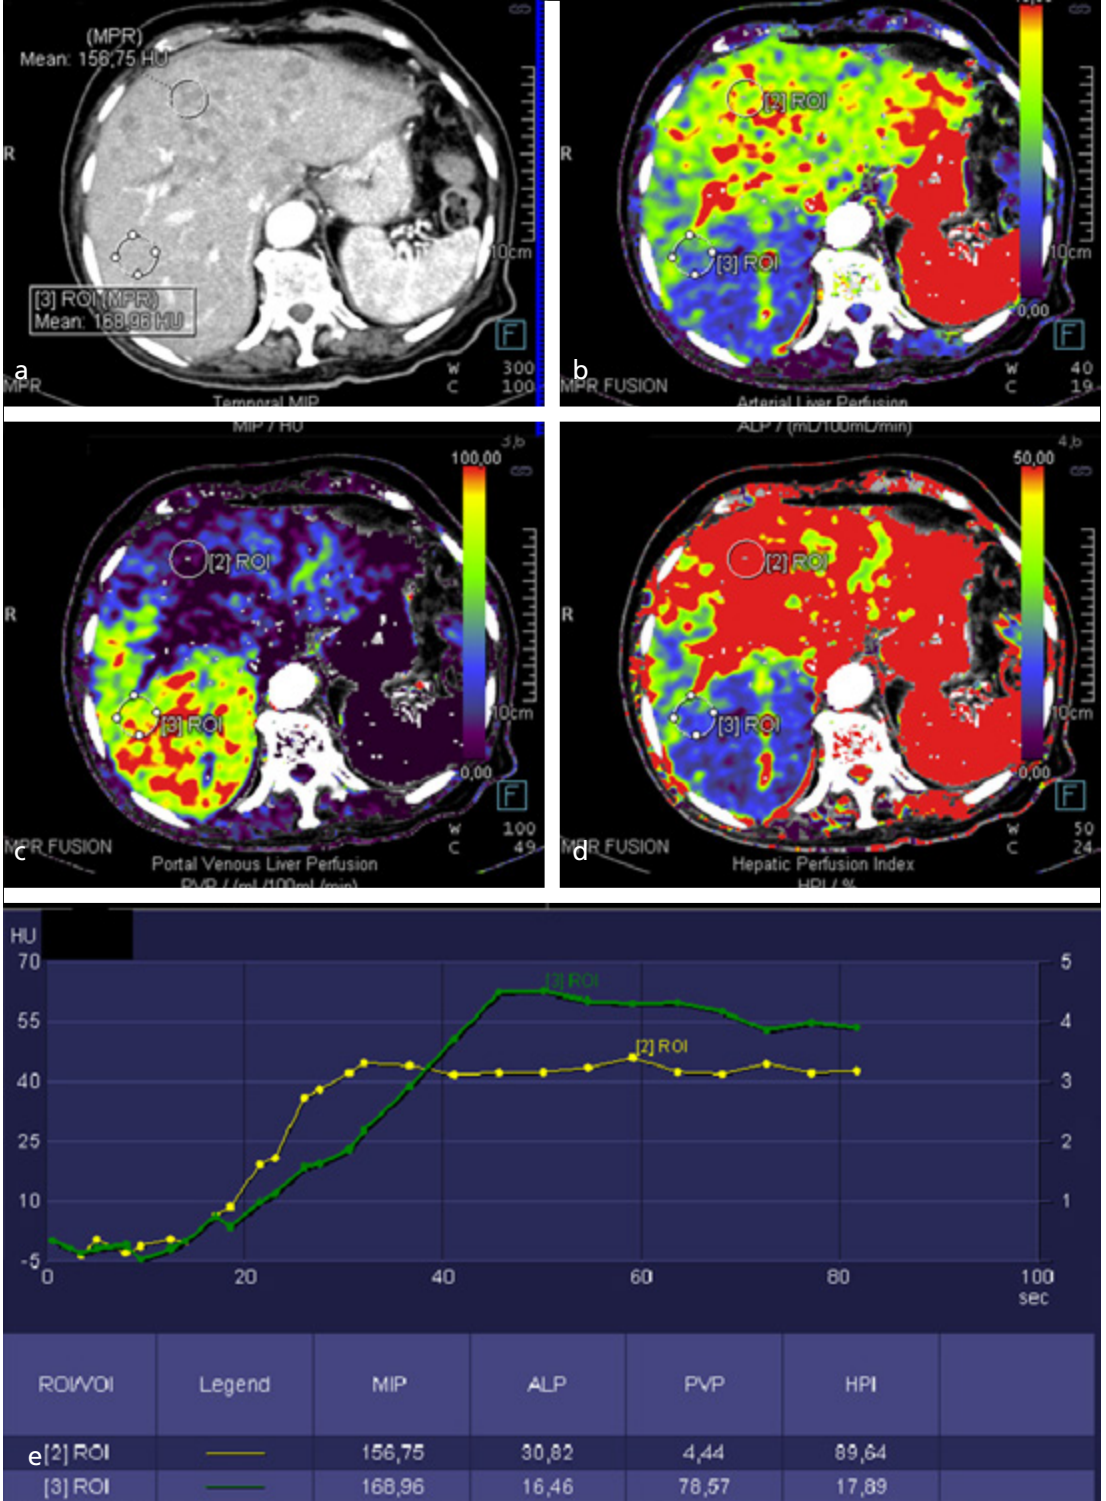 (MPR)
Mean: 156,75 HU
R
10cm
[3] ROI (MPR)
Mean: 168,96 HU
F
a
W 300
C 100
MPR
Temporal MIP
[2] ROI
R
[3] ROI
10cm
0,00
F
b
W 40
C 19
MPR FUSION
Arterial Liver Perfusion
MIP / HU
100,00
[2] ROI
R
[3] ROI
10cm
0,00
F
W 100
C 49
c
MPR FUSION
Portal Venous Liver Perfusion
PVP / (mL/100mL/min)
ALP / (mL/100mL/min)
4,6
50,00
[2] ROI
R
[3] ROI
10cm
0,00
F
W 50
C 24
d
MPR FUSION
Hepatic Perfusion Index
HPI / %
HU
70 5
[3] ROI
55 4
[2] ROI
40 3
25 2
10 1
-5
0 20 40 60 80 100
sec
ROI/VOI Legend MIP ALP PVP HPI
e
[2] ROI 156,75 30,82 4,44 89,64
[3] ROI 168,96 16,46 78,57 17,89